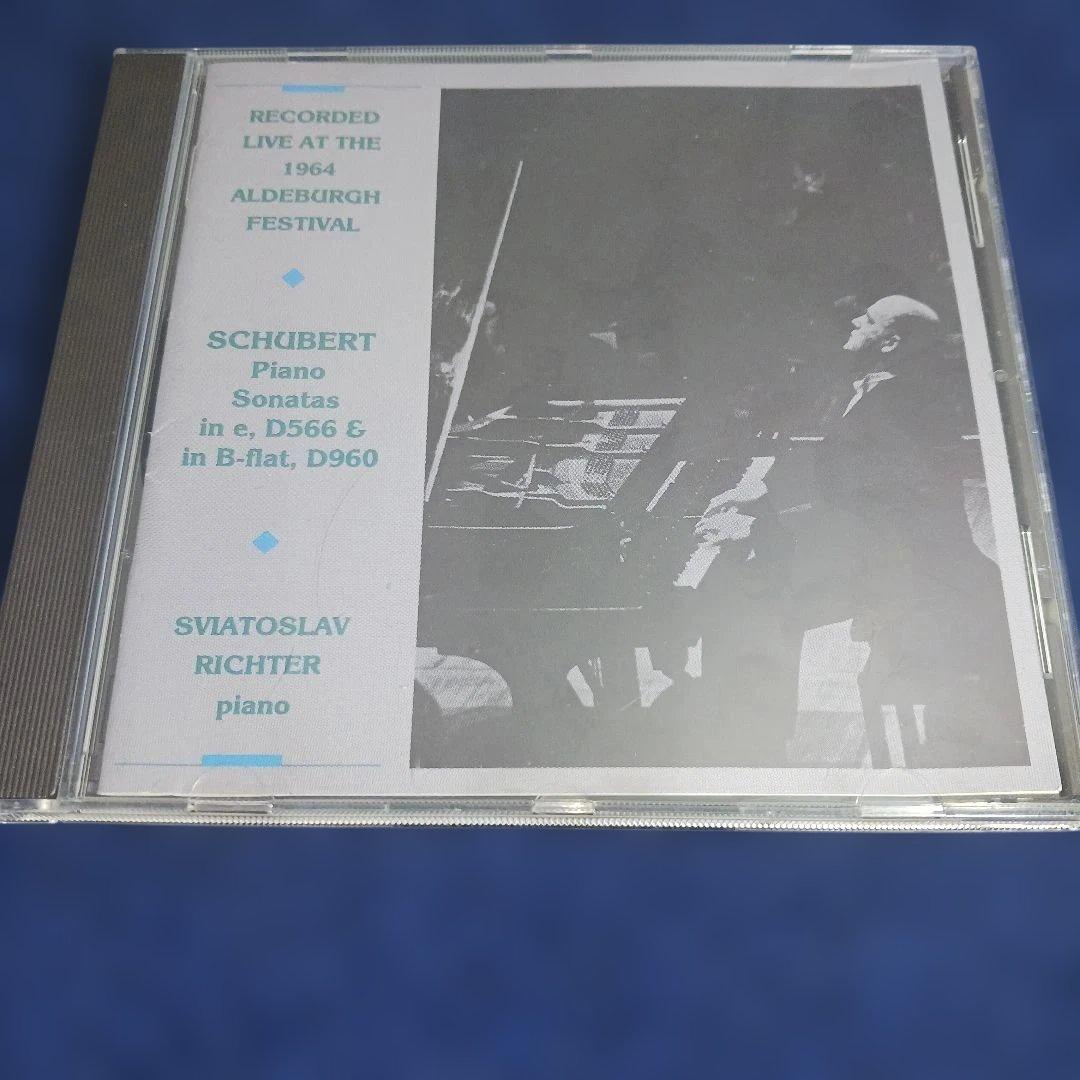 RECORDED
LIVE AT THE
1964
ALDEBURGH
FESTIVAL
SCHUBERT
Piano
Sonatas
in e, D566 &
in B-flat, D960
SVIATOSLAV
RICHTER
piano